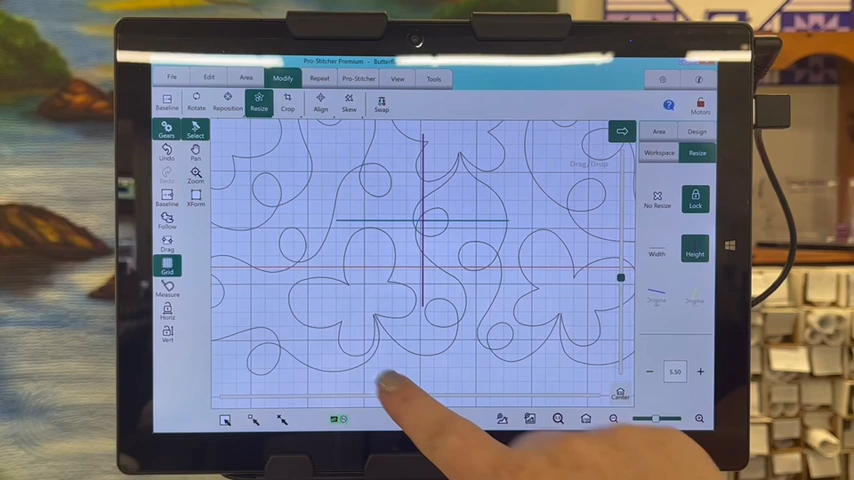 Pro-Stitcher Premium - Butterfl
File Edit Area Modify Repeat Pro-Stitcher View Tools
Baseline Rotate Reposition Resize Crop Align Skew Swap Motors
Gears Select
Undo Pan
Redo Zoom
Baseline XForm
Follow
Drag
Grid
Measure
Horiz
Vert
Drag/Drop
Area Design
Workspace Resize
No Resize Lock
Width Height
5.50
Center